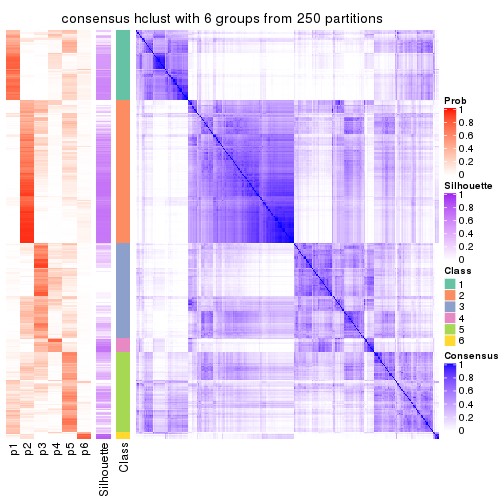 consensus hclust with 6 groups from 250 partitions
Prob
1
0.8
0.6
0.4
0.2
0
Silhouette
1
0.8
0.6
0.4
0.2
0
Class
1
2
3
4
5
6
Consensus
1
0.8
0.6
0.4
0.2
0
p1
p2
p3
p4
p5
p6
Silhouette
Class